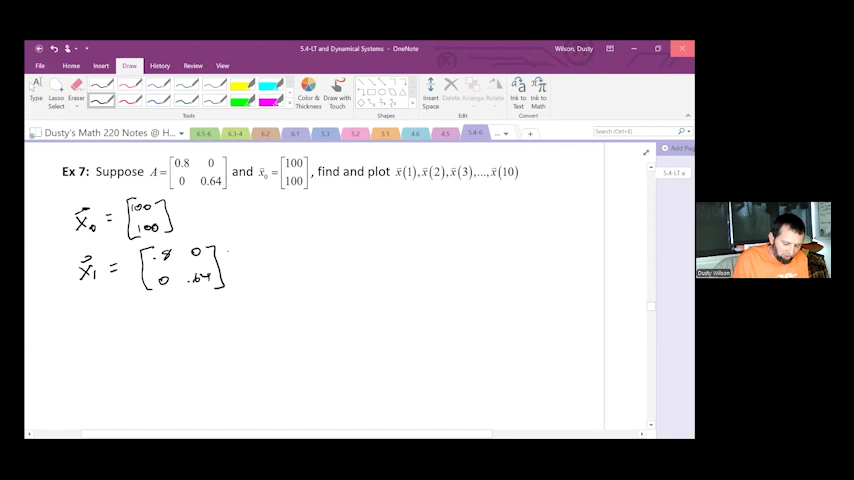 5.4-LT and Dynamical Systems - OneNote
Wilson, Dusty
File Home Insert Draw History Review View
Type
Lasso Select
Eraser
Color & Thickness
Draw with Touch
Insert Space
Delete
Arrange
Rotate
Ink to Text
Ink to Math
Tools
Shapes
Edit
Convert
Dusty's Math 220 Notes @ H... 6.5-6 6.3-4 6.2 6.1 5.3 5.2 5.1 4.6 4.5 5.4-6 ... +
Search (Ctrl+E)
Add Pag
5.4-LT a
Ex 7: Suppose A = [0.8 0; 0 0.64] and x⃗₀ = [100; 100], find and plot x⃗(1), x⃗(2), x⃗(3),..., x⃗(10)
x⃗₀ = [100; 100]
x⃗₁ = [.8 0; 0 .64]
Dusty Wilson